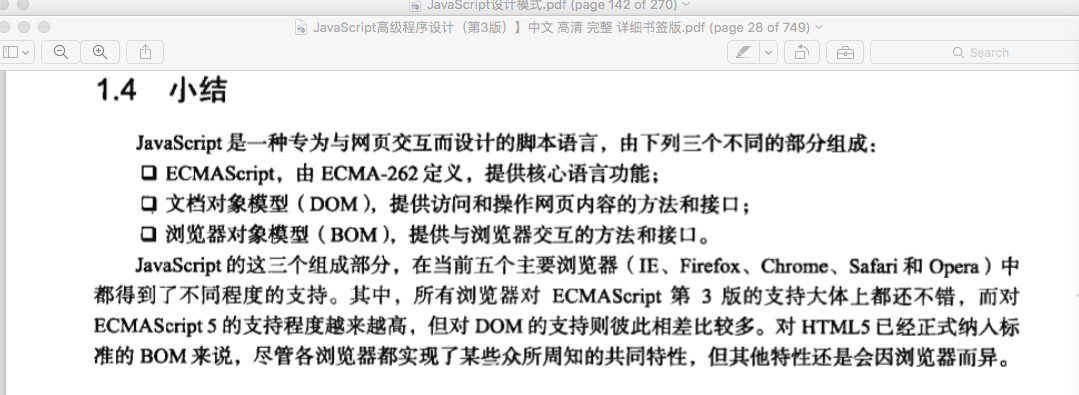 JavaScript设计模式.pdf (page 142 of 270)
JavaScript高级程序设计（第3版）】中文 高清 完整 详细书签版.pdf (page 28 of 749)
Search
1.4 小结
JavaScript 是一种专为与网页交互而设计的脚本语言，由下列三个不同的部分组成：
❑ ECMAScript，由 ECMA-262 定义，提供核心语言功能；
❑ 文档对象模型（DOM），提供访问和操作网页内容的方法和接口；
❑ 浏览器对象模型（BOM），提供与浏览器交互的方法和接口。
JavaScript 的这三个组成部分，在当前五个主要浏览器（IE、Firefox、Chrome、Safari 和 Opera）中
都得到了不同程度的支持。其中，所有浏览器对 ECMAScript 第 3 版的支持大体上都还不错，而对
ECMAScript 5 的支持程度越来越高，但对 DOM 的支持则彼此相差比较多。对 HTML5 已经正式纳入标
准的 BOM 来说，尽管各浏览器都实现了某些众所周知的共同特性，但其他特性还是会因浏览器而异。